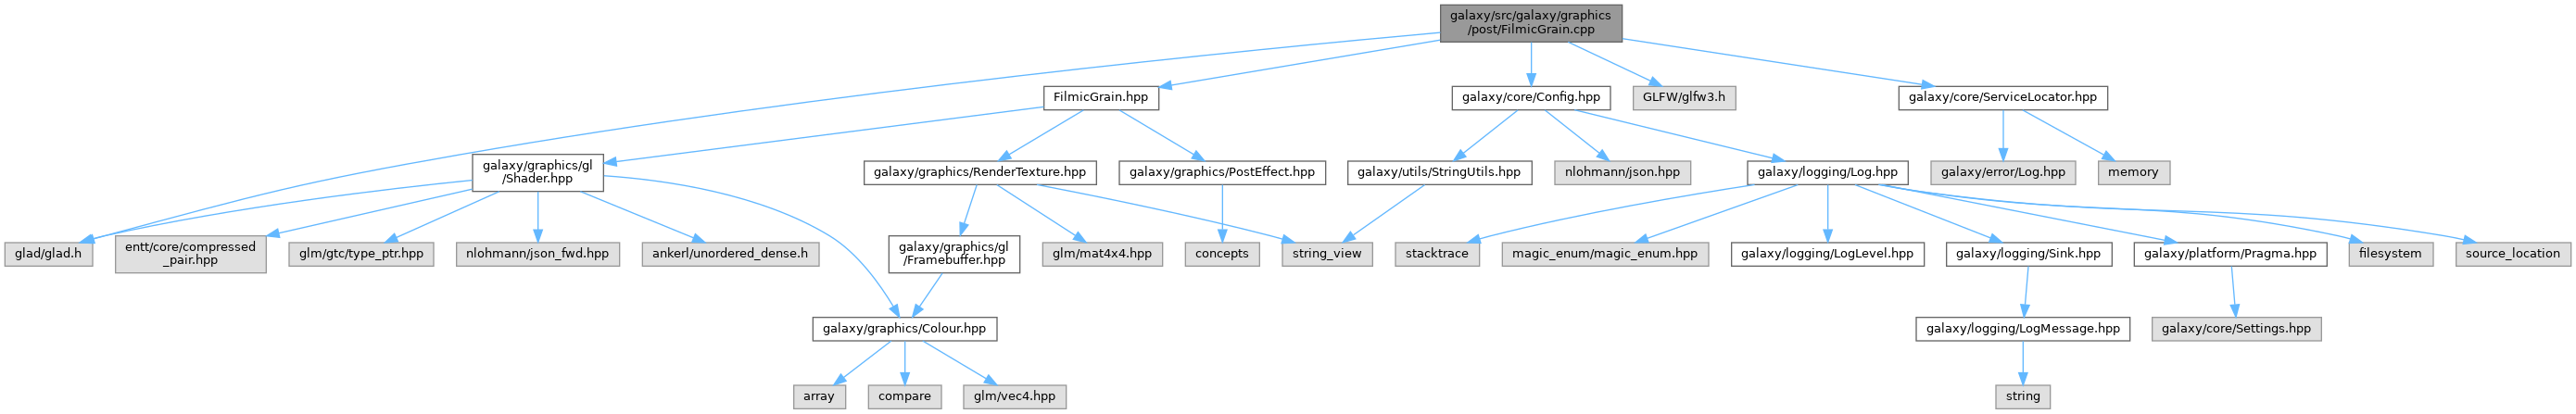 galaxy/src/galaxy/graphics
/post/FilmicGrain.cpp
FilmicGrain.hpp
galaxy/core/Config.hpp
GLFW/glfw3.h
galaxy/core/ServiceLocator.hpp
galaxy/graphics/gl
/Shader.hpp
galaxy/graphics/RenderTexture.hpp
galaxy/graphics/PostEffect.hpp
galaxy/utils/StringUtils.hpp
nlohmann/json.hpp
galaxy/logging/Log.hpp
galaxy/error/Log.hpp
memory
glad/glad.h
entt/core/compressed
_pair.hpp
glm/gtc/type_ptr.hpp
nlohmann/json_fwd.hpp
ankerl/unordered_dense.h
galaxy/graphics/gl
/Framebuffer.hpp
glm/mat4x4.hpp
concepts
string_view
stacktrace
magic_enum/magic_enum.hpp
galaxy/logging/LogLevel.hpp
galaxy/logging/Sink.hpp
galaxy/platform/Pragma.hpp
filesystem
source_location
galaxy/graphics/Colour.hpp
galaxy/logging/LogMessage.hpp
galaxy/core/Settings.hpp
array
compare
glm/vec4.hpp
string